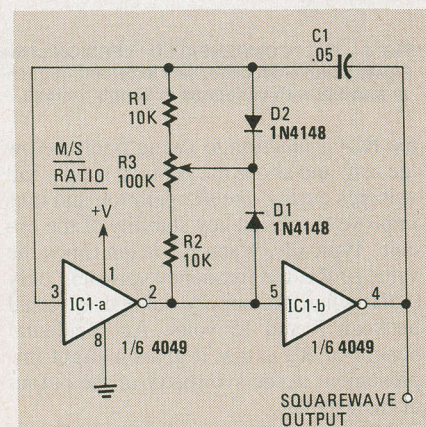 C1
.05
R1
10K
D2
1N4148
M/S
RATIO
R3
100K
D1
1N4148
+V
R2
10K
1
3
IC1-a
2
5
IC1-b
4
8
1/6 4049
1/6 4049
SQUAREWAVE
OUTPUT